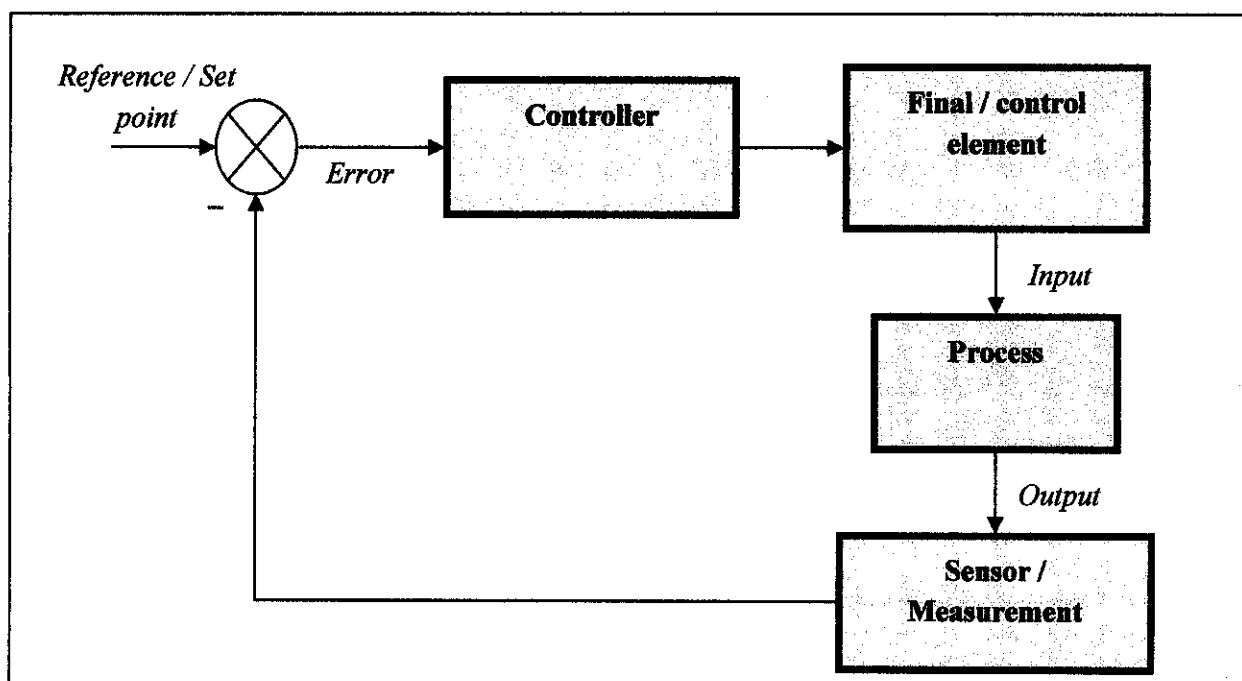 Reference / Set
point
Error
–
Controller
Final / control
element
Input
Process
Output
Sensor /
Measurement